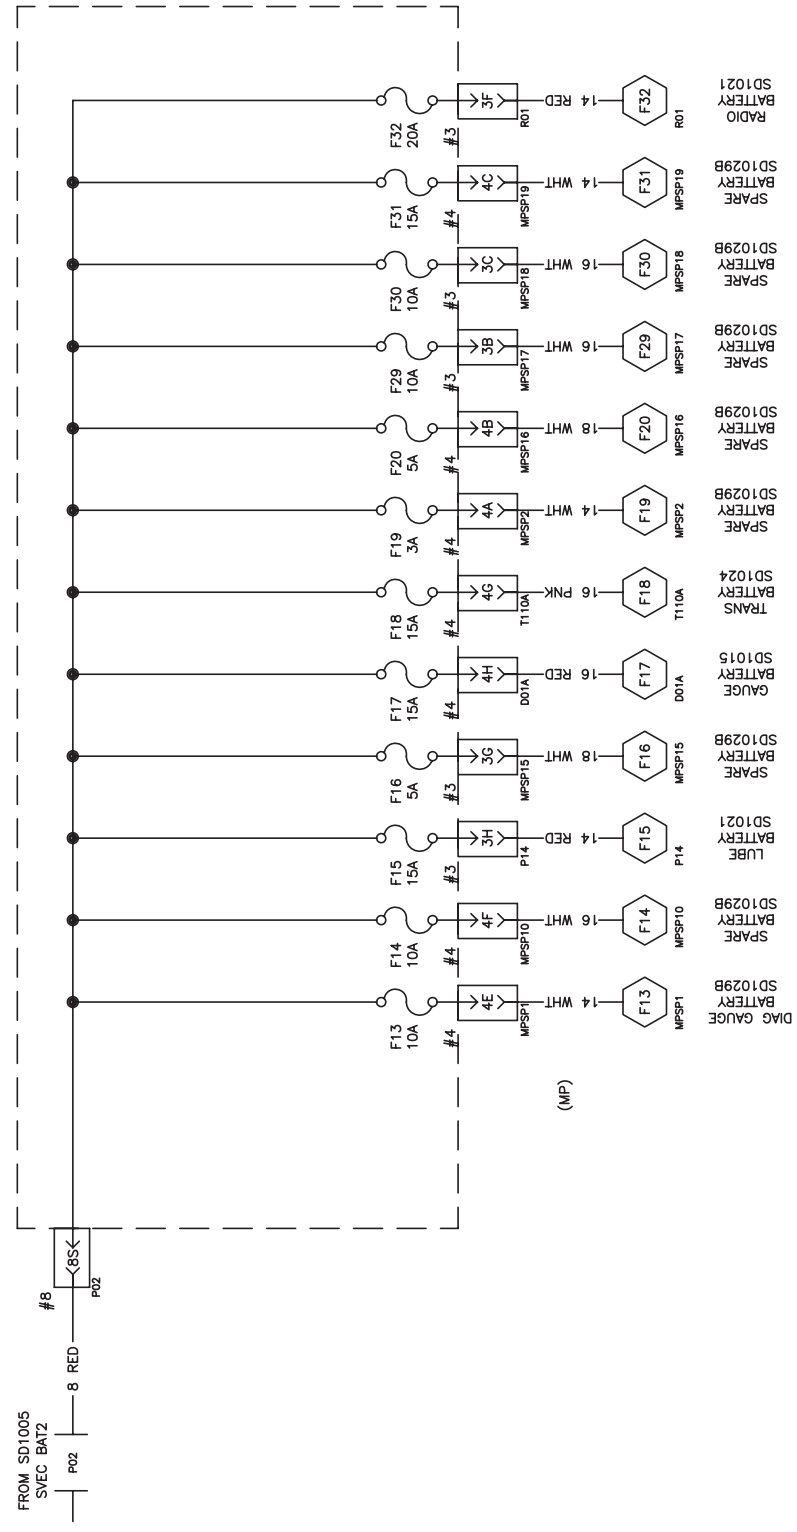 F32
20A
#3
3F
R01
14 RED
F32
R01
RADIO
BATTERY
SD1021
F31
15A
#4
4C
MPSP19
14 WHT
F31
MPSP19
SPARE
BATTERY
SD1029B
F30
10A
#3
3C
MPSP18
16 WHT
F30
MPSP18
SPARE
BATTERY
SD1029B
F29
10A
#3
3B
MPSP17
16 WHT
F29
MPSP17
SPARE
BATTERY
SD1029B
F20
5A
#4
4B
MPSP16
18 WHT
F20
MPSP16
SPARE
BATTERY
SD1029B
F19
3A
#4
4A
MPSP2
14 WHT
F19
MPSP2
SPARE
BATTERY
SD1029B
F18
15A
#4
4G
T110A
16 PNK
F18
T110A
TRANS
BATTERY
SD1024
F17
15A
#4
4H
D01A
16 RED
F17
D01A
GAUGE
BATTERY
SD1015
F16
5A
#3
3G
MPSP15
18 WHT
F16
MPSP15
SPARE
BATTERY
SD1029B
F15
15A
#3
3H
P14
14 RED
F15
P14
LUBE
BATTERY
SD1021
F14
10A
#4
4F
MPSP10
16 WHT
F14
MPSP10
SPARE
BATTERY
SD1029B
F13
10A
#4
4E
MPSP1
14 WHT
F13
MPSP1
DIAG GAUGE
BATTERY
SD1029B
(MP)
#8
8S
P02
8 RED
FROM SD1005
SVEC BAT2
P02